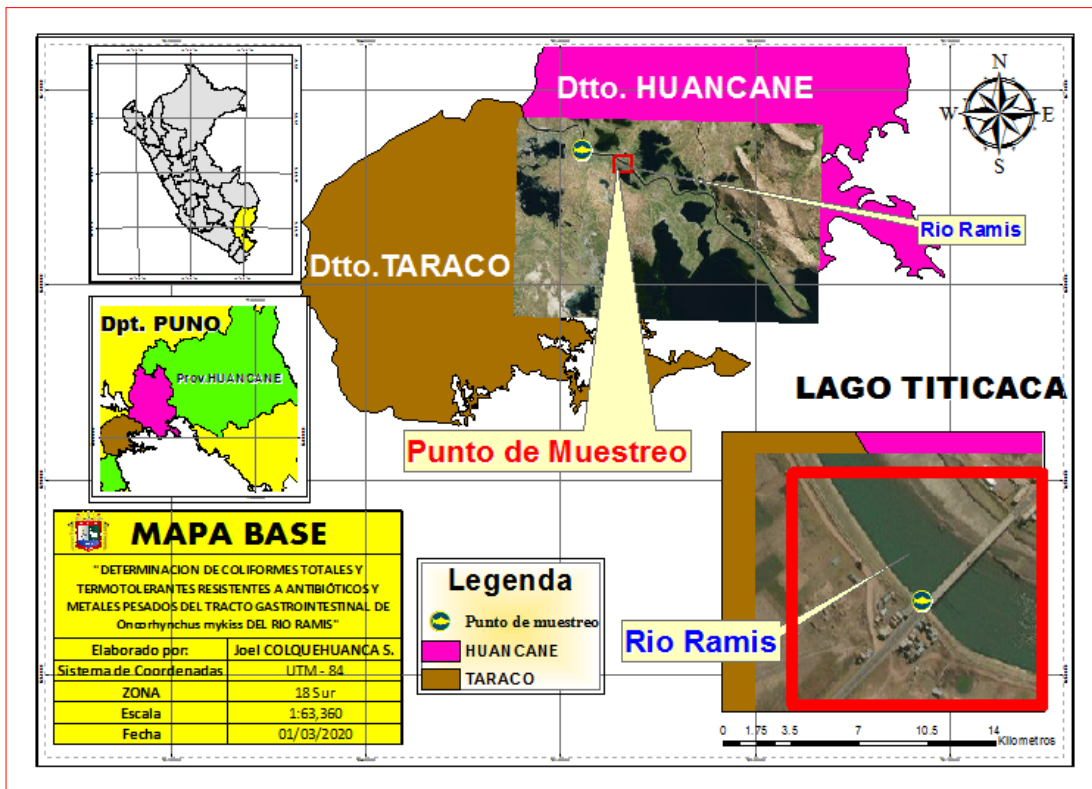 Dtto. HUANCANE
N
W E
S
Rio Ramis
Dtto.TARACO
Dpt. PUNO
Prov.HUANCANE
LAGO TITICACA
Punto de Muestreo
MAPA BASE
"DETERMINACION DE COLIFORMES TOTALES Y
TERMOTOLERANTES RESISTENTES A ANTIBIÓTICOS Y
METALES PESADOS DEL TRACTO GASTROINTESTINAL DE
Oncorhynchus mykiss DEL RIO RAMIS"
Elaborado por: Joel COLQUEHUANCA S.
Sistema de Coordenadas UTM - 84
ZONA 18 Sur
Escala 1:63,360
Fecha 01/03/2020
Legenda
Punto de muestreo
HUANCANE
TARACO
Rio Ramis
0 1.75 3.5 7 10.5 14
Kilometros